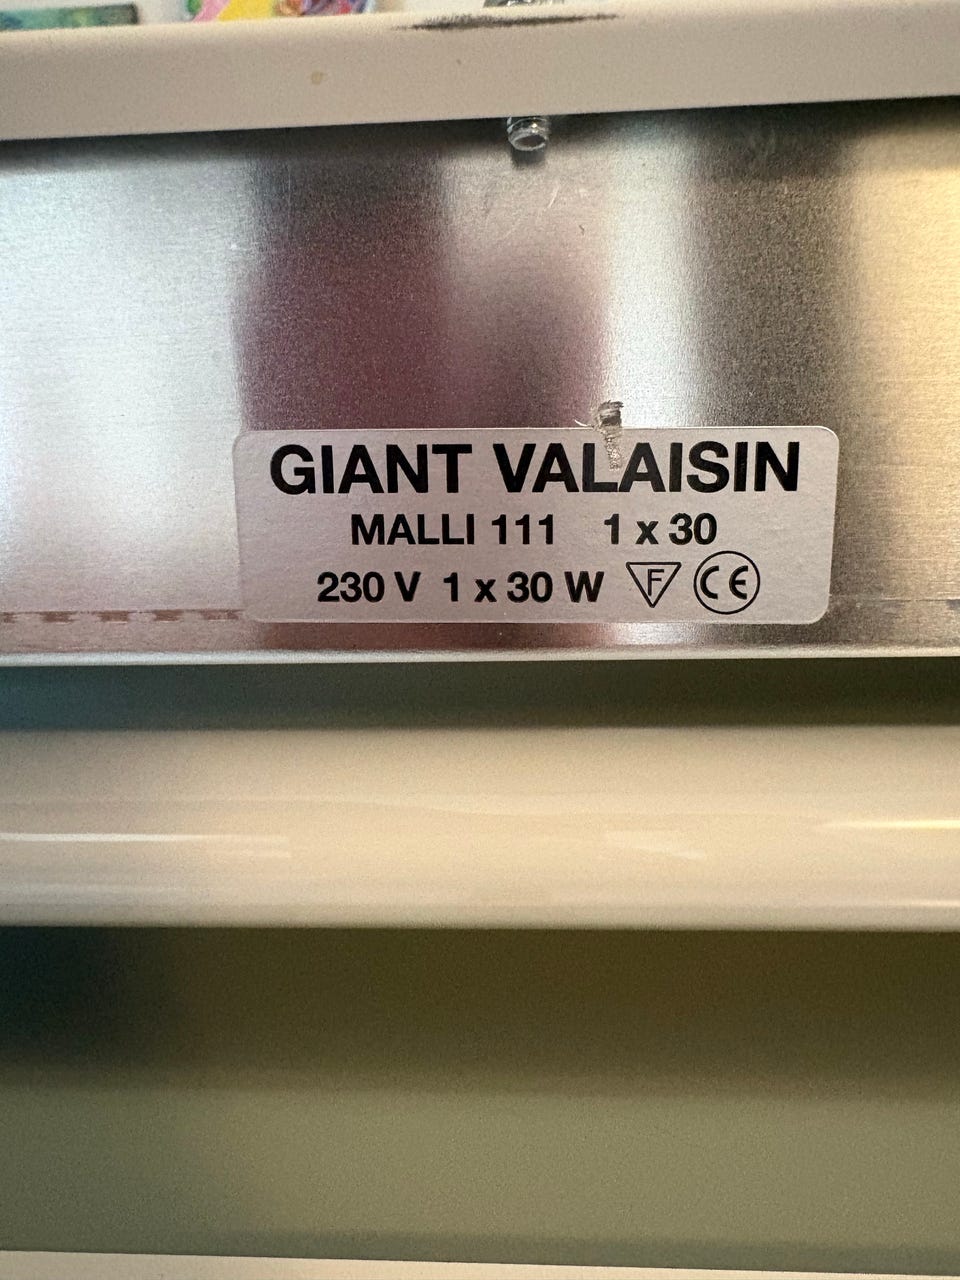 GIANT VALAISIN
MALLI 111 1 x 30
230 V 1 x 30 W F CE